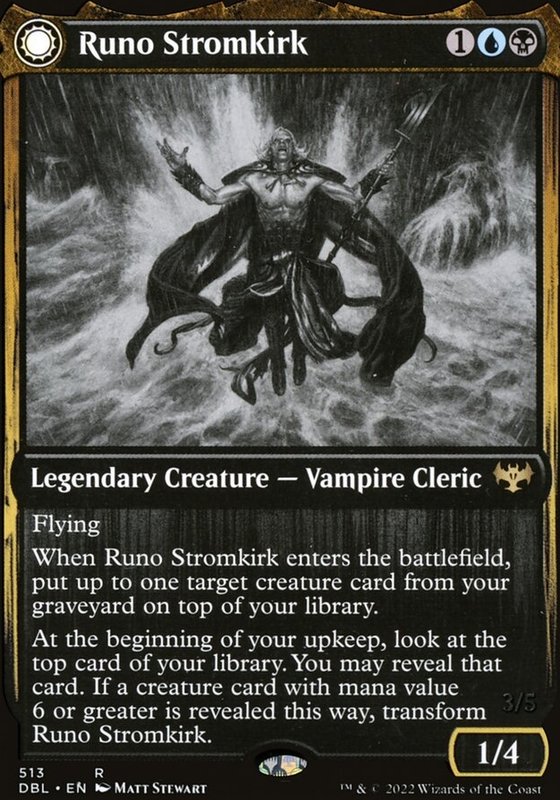 Runo Stromkirk 1
Legendary Creature — Vampire Cleric
Flying
When Runo Stromkirk enters the battlefield,
put up to one target creature card from your
graveyard on top of your library.
At the beginning of your upkeep, look at the
top card of your library. You may reveal that
card. If a creature card with mana value
6 or greater is revealed this way, transform
Runo Stromkirk.
3/5
1/4
513 R
DBL • EN Matt Stewart
™ & © 2022 Wizards of the Coast